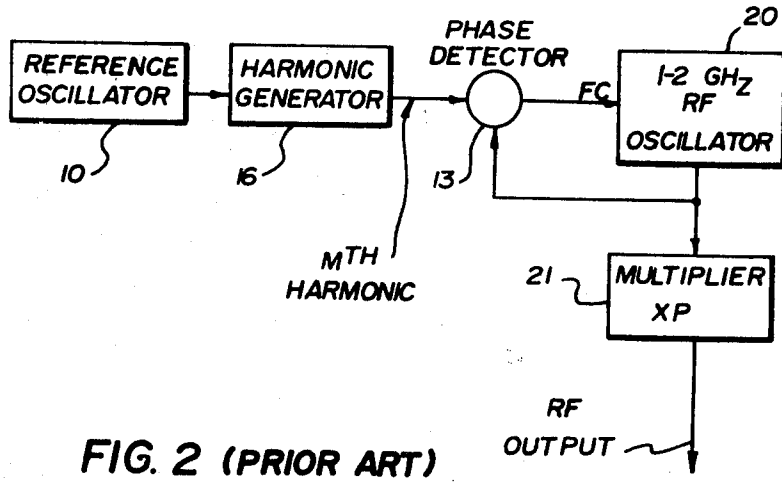 REFERENCE
OSCILLATOR
10
HARMONIC
GENERATOR
16
PHASE
DETECTOR
13
FC
20
1-2 GHZ
RF
OSCILLATOR
MTH
HARMONIC
21
MULTIPLIER
XP
RF
OUTPUT
FIG. 2 (PRIOR ART)